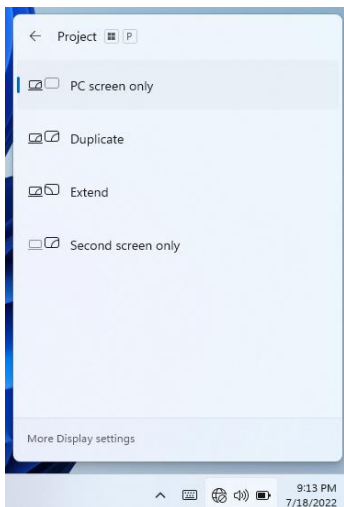 Project P
PC screen only
Duplicate
Extend
Second screen only
More Display settings
9:13 PM
7/18/2022